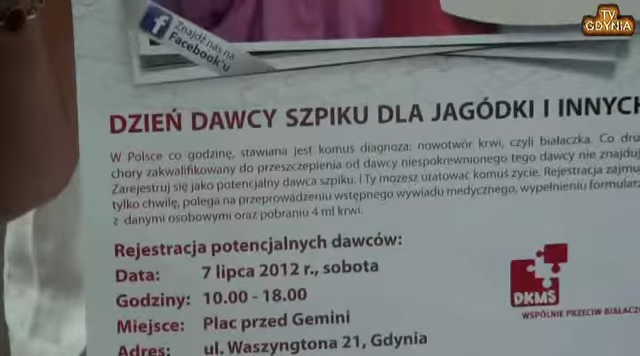 TV
GDYNIA
Znajdź nas na
Facebook'u
DZIEŃ DAWCY SZPIKU DLA JAGÓDKI I INNYCH
W Polsce co godzinę, stawiana jest komuś diagnoza: nowotwór krwi, czyli białaczka. Co dru
chory zakwalifikowany do przeszczepienia od dawcy niespokrewnionego tego dawcy nie znajduj
Zarejestruj się jako potencjalny dawca szpiku. I Ty możesz uratować komuś życie. Rejestracja zajmu
tylko chwilę, polega na przeprowadzeniu wstępnego wywiadu medycznego, wypełnieniu formular
z danymi osobowymi oraz pobraniu 4 ml krwi.
Rejestracja potencjalnych dawców:
Data: 7 lipca 2012 r., sobota
Godziny: 10.00 - 18.00
Miejsce: Plac przed Gemini
Adres: ul. Waszyngtona 21, Gdynia
DKMS
WSPÓLNIE PRZECIW BIAŁACZ